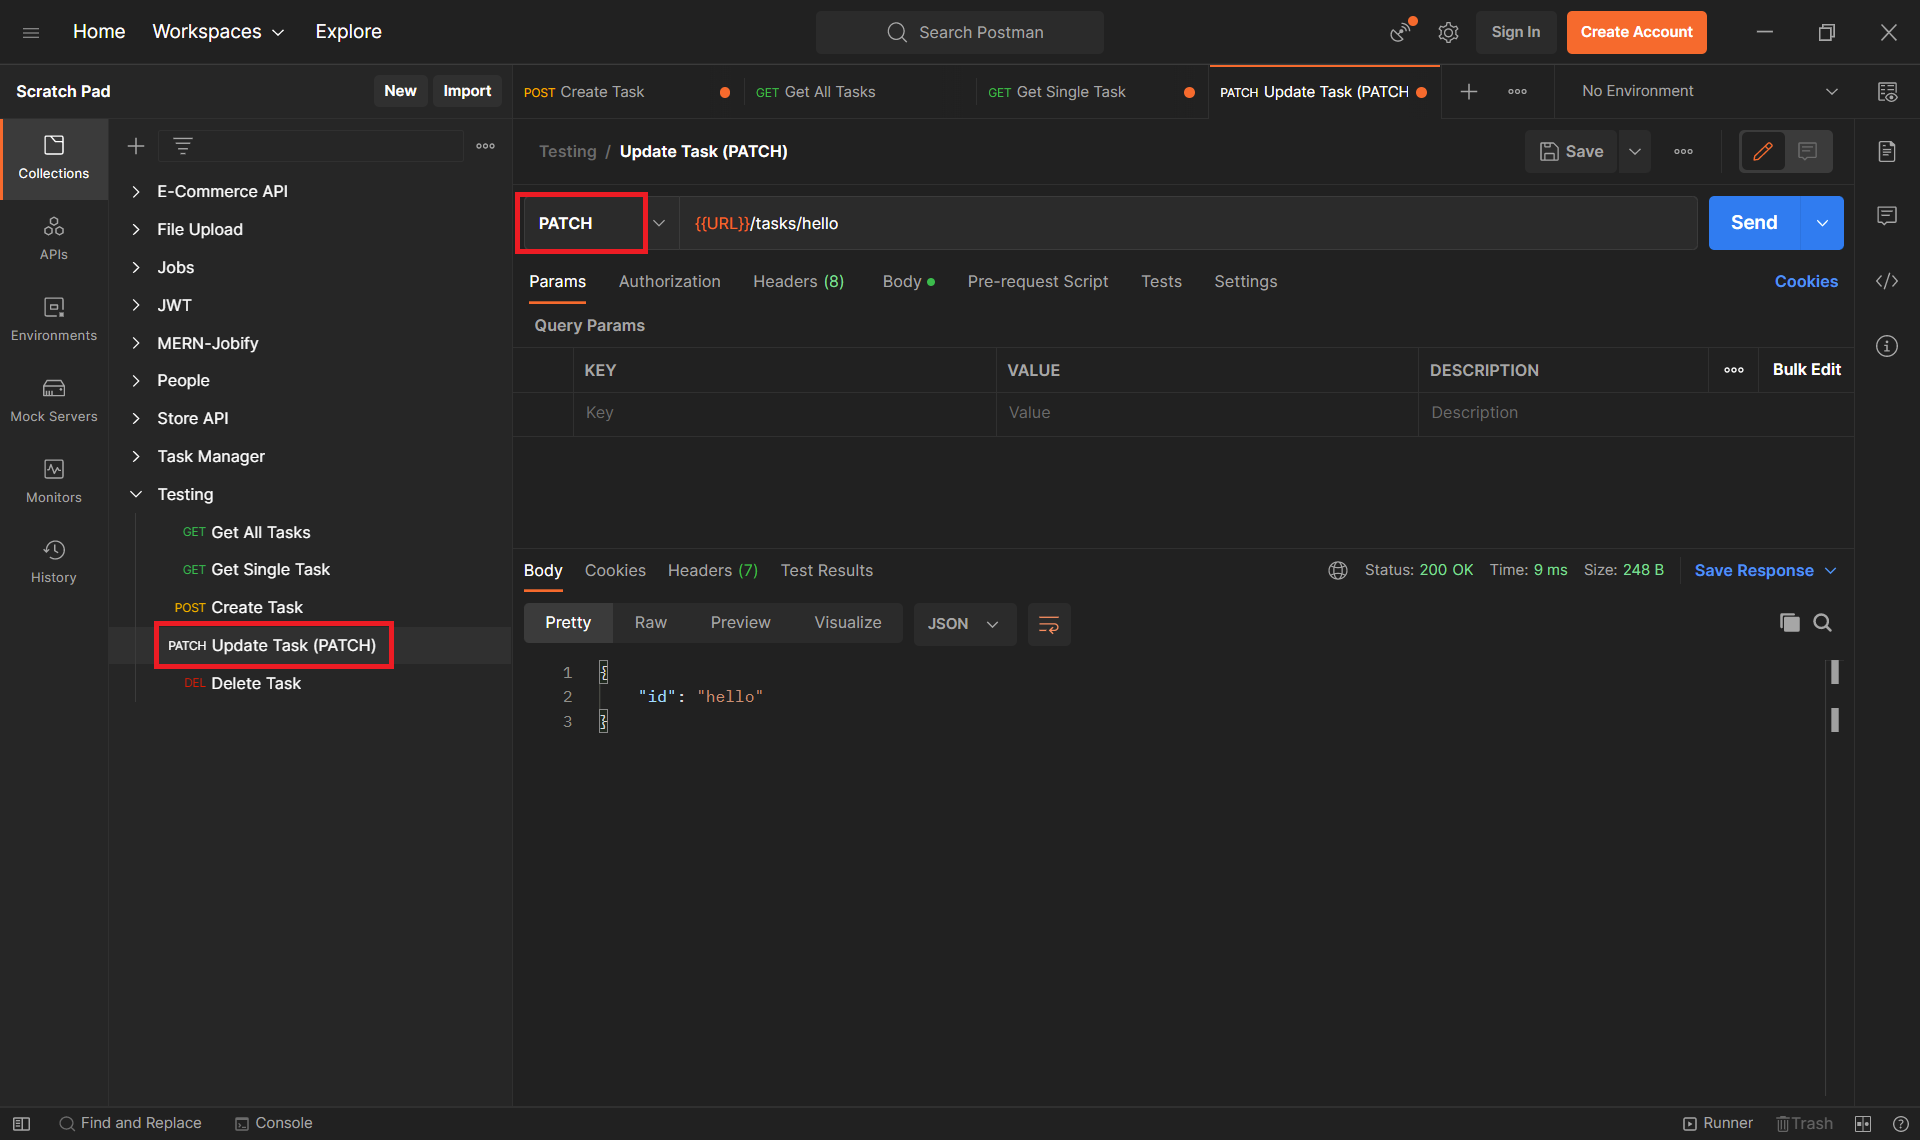 Home Workspaces Explore Search Postman Sign In Create Account
Scratch Pad New Import
POST Create Task GET Get All Tasks GET Get Single Task PATCH Update Task (PATCH No Environment
Collections
APIs
Environments
Mock Servers
Monitors
History
E-Commerce API
File Upload
Jobs
JWT
MERN-Jobify
People
Store API
Task Manager
Testing
GET Get All Tasks
GET Get Single Task
POST Create Task
PATCH Update Task (PATCH)
DEL Delete Task
Testing / Update Task (PATCH) Save
PATCH {{URL}}/tasks/hello Send
Params Authorization Headers (8) Body Pre-request Script Tests Settings Cookies
Query Params
KEY VALUE DESCRIPTION Bulk Edit
Key Value Description
Body Cookies Headers (7) Test Results Status: 200 OK Time: 9 ms Size: 248 B Save Response
Pretty Raw Preview Visualize JSON
1 {
2 "id": "hello"
3 }
Find and Replace Console Runner Trash